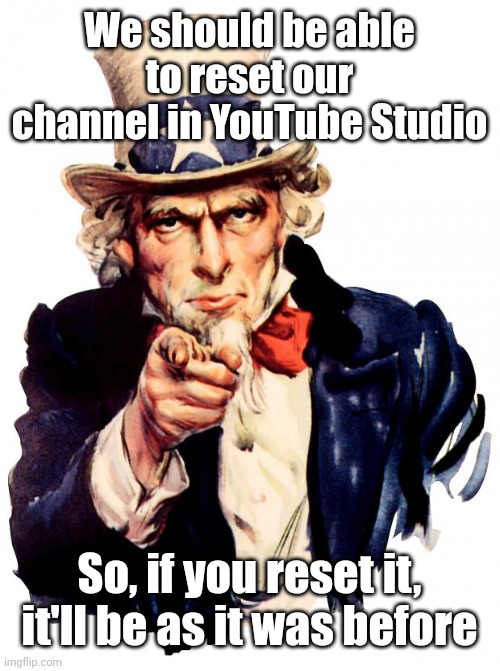 We should be able
to reset our
channel in YouTube Studio
So, if you reset it,
it'll be as it was before
imgflip.com